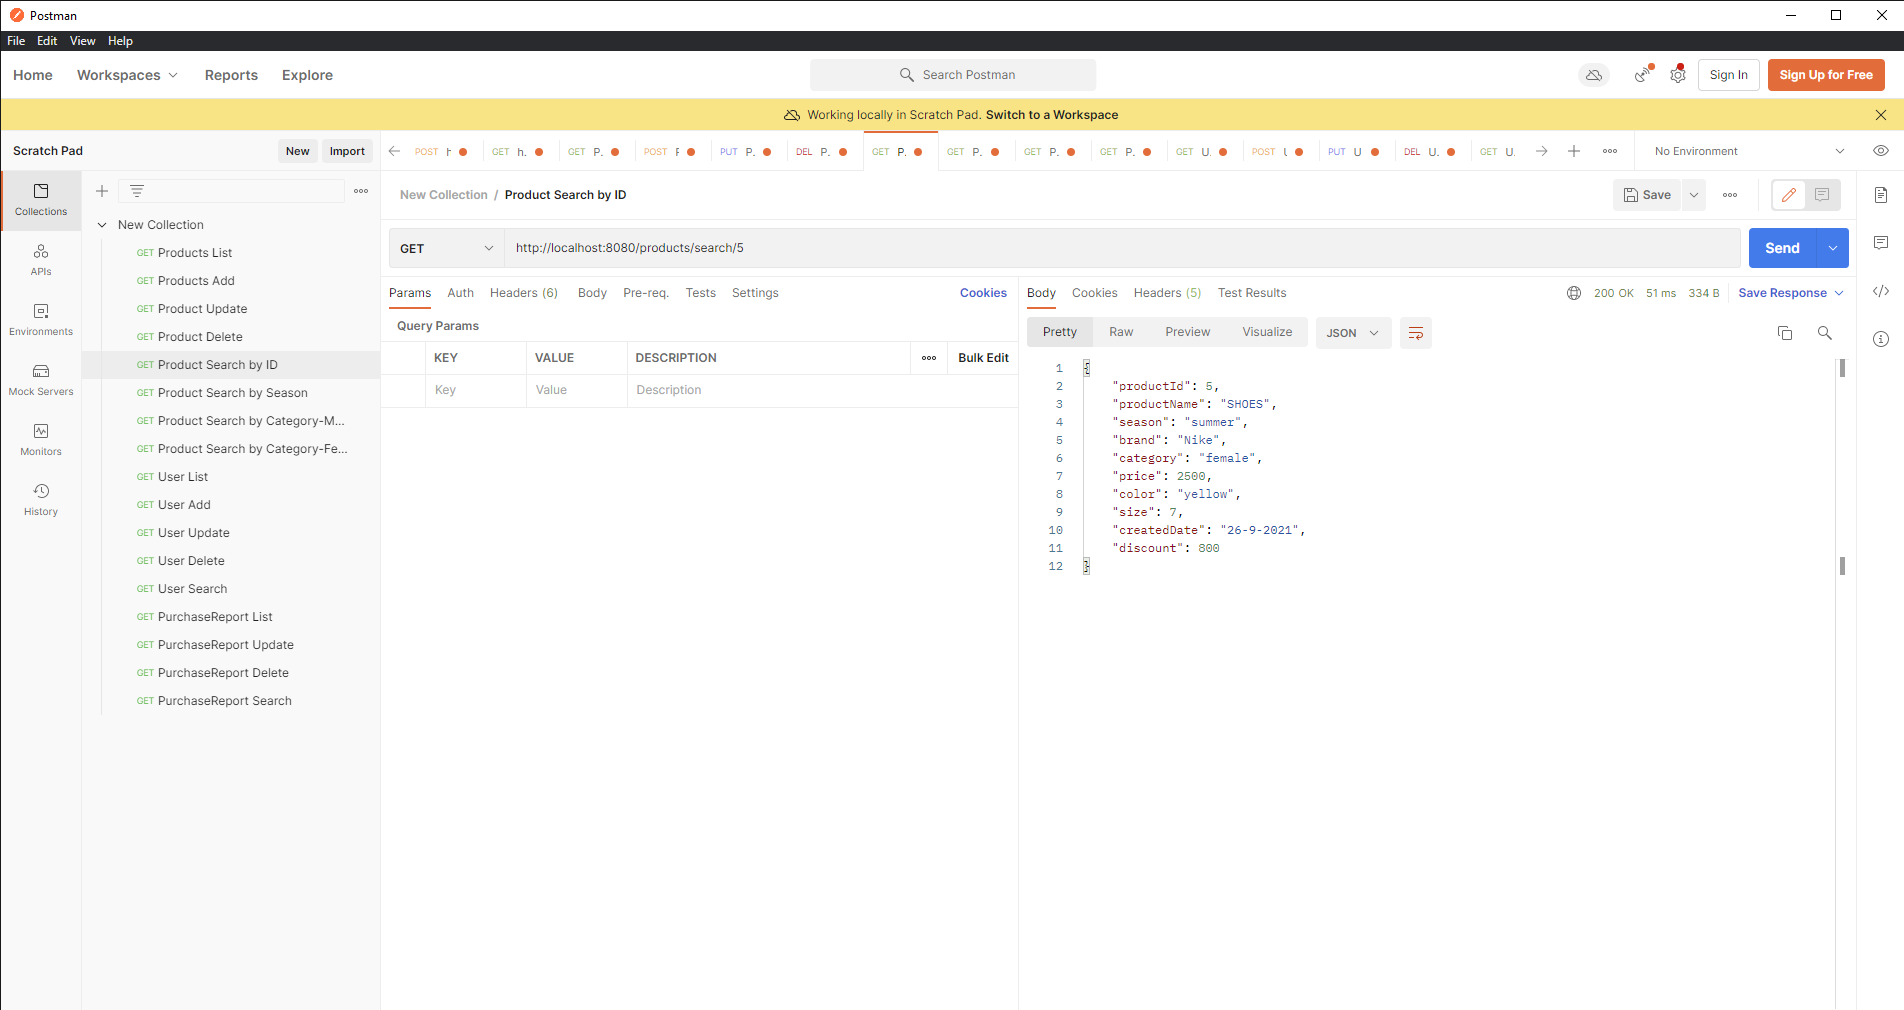 Postman
File Edit View Help
Home Workspaces Reports Explore
Search Postman
Sign In
Sign Up for Free
Working locally in Scratch Pad. Switch to a Workspace
Scratch Pad
New
Import
POST
GET h.
GET P.
POST
PUT P.
DEL P.
GET P.
GET P.
GET P.
GET P.
GET U.
POST
PUT U
DEL U.
GET U.
No Environment
Collections
APIs
Environments
Mock Servers
Monitors
History
New Collection
GET Products List
GET Products Add
GET Product Update
GET Product Delete
GET Product Search by ID
GET Product Search by Season
GET Product Search by Category-M...
GET Product Search by Category-Fe...
GET User List
GET User Add
GET User Update
GET User Delete
GET User Search
GET PurchaseReport List
GET PurchaseReport Update
GET PurchaseReport Delete
GET PurchaseReport Search
New Collection / Product Search by ID
Save
GET
http://localhost:8080/products/search/5
Send
Params Auth Headers (6) Body Pre-req. Tests Settings
Cookies
Query Params
KEY VALUE DESCRIPTION
Bulk Edit
Key Value Description
Body Cookies Headers (5) Test Results
200 OK 51 ms 334 B Save Response
Pretty Raw Preview Visualize JSON
1 {
2 "productId": 5,
3 "productName": "SHOES",
4 "season": "summer",
5 "brand": "Nike",
6 "category": "female",
7 "price": 2500,
8 "color": "yellow",
9 "size": 7,
10 "createdDate": "26-9-2021",
11 "discount": 800
12 }